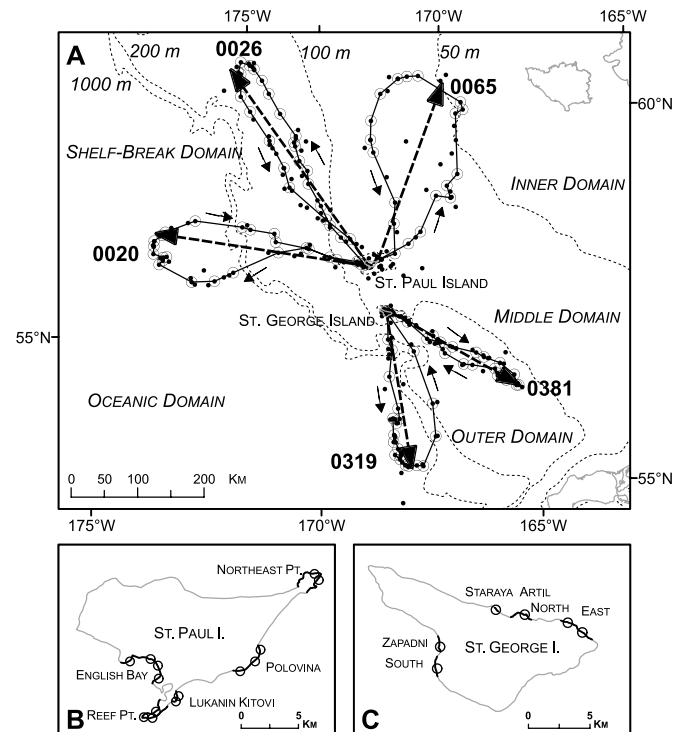 175°W 170°W
A
200 m 100 m 50 m
0026
1000 m
0065
60°N
SHELF-BREAK DOMAIN
INNER DOMAIN
0020
ST. PAUL ISLAND
ST. GEORGE ISLAND
MIDDLE DOMAIN
55°N
0381
OCEANIC DOMAIN
OUTER DOMAIN
0319
0 50 100 200 KM
55°N
175°W 170°W 165°W
NORTHEAST PT.
ST. PAUL I.
POLOVINA
ENGLISH BAY
LUKANIN KITOVI
REEF PT.
B
0 5
KM
STARAYA ARTIL
NORTH
EAST
ZAPADNI
ST. GEORGE I.
SOUTH
C
0 5
KM